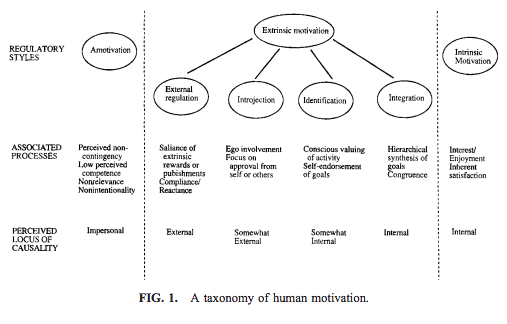 Extrinsic motivation
REGULATORY
STYLES
Amotivation
Intrinsic
Motivation
External
regulation
Introjection
Identification
Integration
ASSOCIATED
PROCESSES
Perceived non-
contingency
Low perceived
competence
Nonrelevance
Nonintentionality
Saliance of
extrinsic
rewards or
punishments
Compliance/
Reactance
Ego involvement
Focus on
approval from
self or others
Conscious valuing
of activity
Self-endorsement
of goals
Hierarchical
synthesis of
goals
Congruence
Interest/
Enjoyment
Inherent
satisfaction
PERCEIVED
LOCUS OF
CAUSALITY
Impersonal
External
Somewhat
External
Somewhat
Internal
Internal
Internal
FIG. 1. A taxonomy of human motivation.